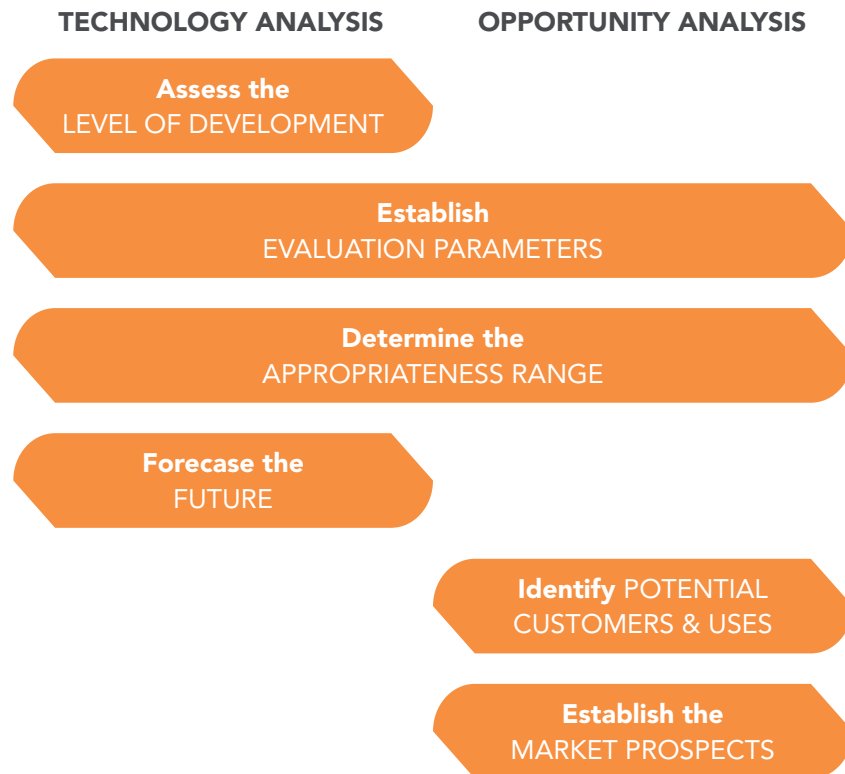 TECHNOLOGY ANALYSIS
OPPORTUNITY ANALYSIS
Assess the
LEVEL OF DEVELOPMENT
Establish
EVALUATION PARAMETERS
Determine the
APPROPRIATENESS RANGE
Forecase the
FUTURE
Identify POTENTIAL
CUSTOMERS & USES
Establish the
MARKET PROSPECTS